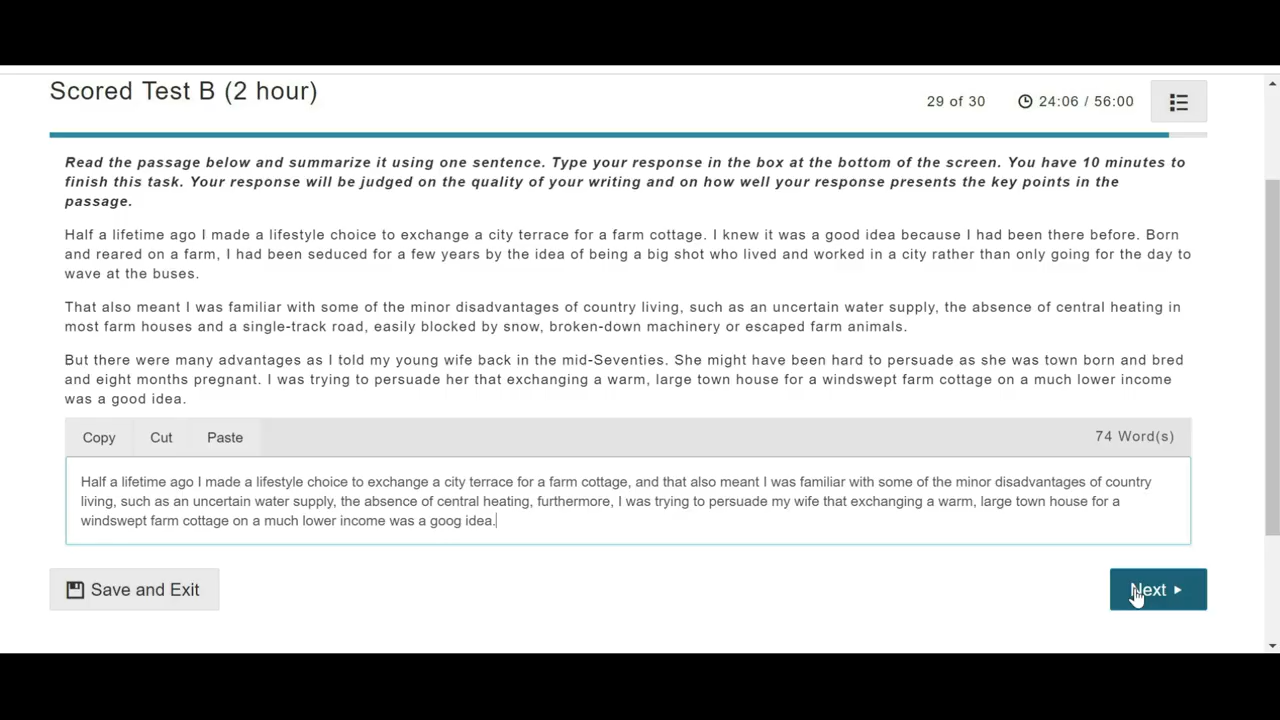 Scored Test B (2 hour)
29 of 30
24:06 / 56:00
Read the passage below and summarize it using one sentence. Type your response in the box at the bottom of the screen. You have 10 minutes to
finish this task. Your response will be judged on the quality of your writing and on how well your response presents the key points in the
passage.
Half a lifetime ago I made a lifestyle choice to exchange a city terrace for a farm cottage. I knew it was a good idea because I had been there before. Born
and reared on a farm, I had been seduced for a few years by the idea of being a big shot who lived and worked in a city rather than only going for the day to
wave at the buses.
That also meant I was familiar with some of the minor disadvantages of country living, such as an uncertain water supply, the absence of central heating in
most farm houses and a single-track road, easily blocked by snow, broken-down machinery or escaped farm animals.
But there were many advantages as I told my young wife back in the mid-Seventies. She might have been hard to persuade as she was town born and bred
and eight months pregnant. I was trying to persuade her that exchanging a warm, large town house for a windswept farm cottage on a much lower income
was a good idea.
Copy Cut Paste 74 Word(s)
Half a lifetime ago I made a lifestyle choice to exchange a city terrace for a farm cottage, and that also meant I was familiar with some of the minor disadvantages of country
living, such as an uncertain water supply, the absence of central heating, furthermore, I was trying to persuade my wife that exchanging a warm, large town house for a
windswept farm cottage on a much lower income was a goog idea.
Save and Exit
Next